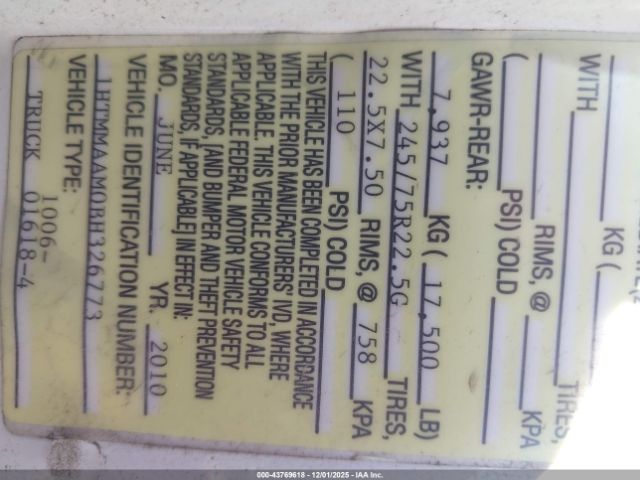 WITH
KG (
TIRES,
RIMS, @
KPA
( PSI) COLD
GAWR-REAR:
7,937 KG ( 17,500 LB)
WITH 245/75R22.5G TIRES,
22.5X7.50 RIMS, @ 758 KPA
( 110 PSI) COLD
THIS VEHICLE HAS BEEN COMPLETED IN ACCORDANCE
WITH THE PRIOR MANUFACTURERS' IVD, WHERE
APPLICABLE. THIS VEHICLE CONFORMS TO ALL
APPLICABLE FEDERAL MOTOR VEHICLE SAFETY
STANDARDS, [AND BUMPER AND THEFT PREVENTION
STANDARDS, IF APPLICABLE] IN EFFECT IN:
MO. JUNE YR. 2010
VEHICLE IDENTIFICATION NUMBER:
1HTMMAAM0BH326773
VEHICLE TYPE:
1006-
TRUCK 01618-4
000-43769618 - 12/01/2025 - IAA Inc.